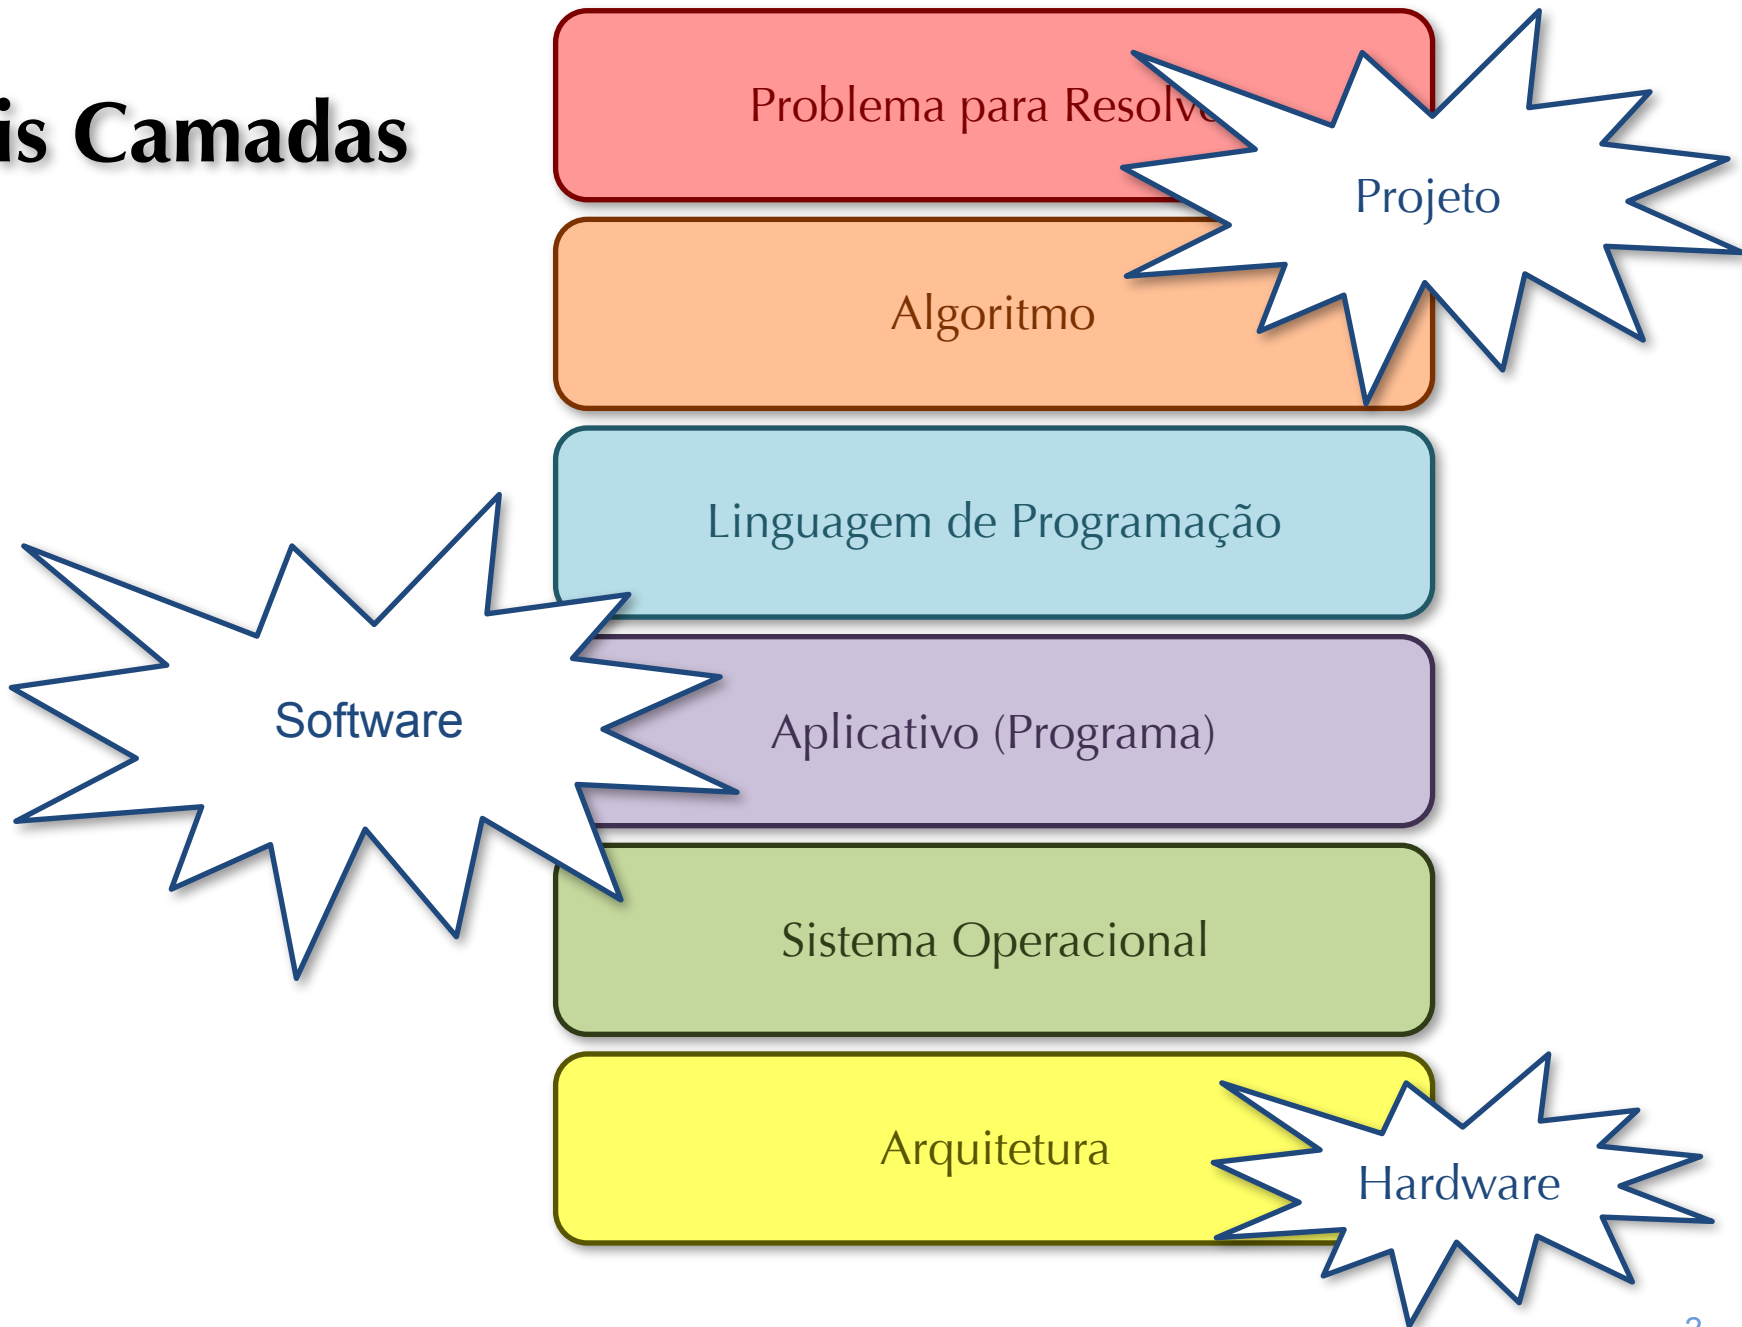 Problema para Resolv
is Camadas
Projeto
Algoritmo
Linguagem de Programação
Software
Aplicativo (Programa)
Sistema Operacional
Arquitetura
Hardware